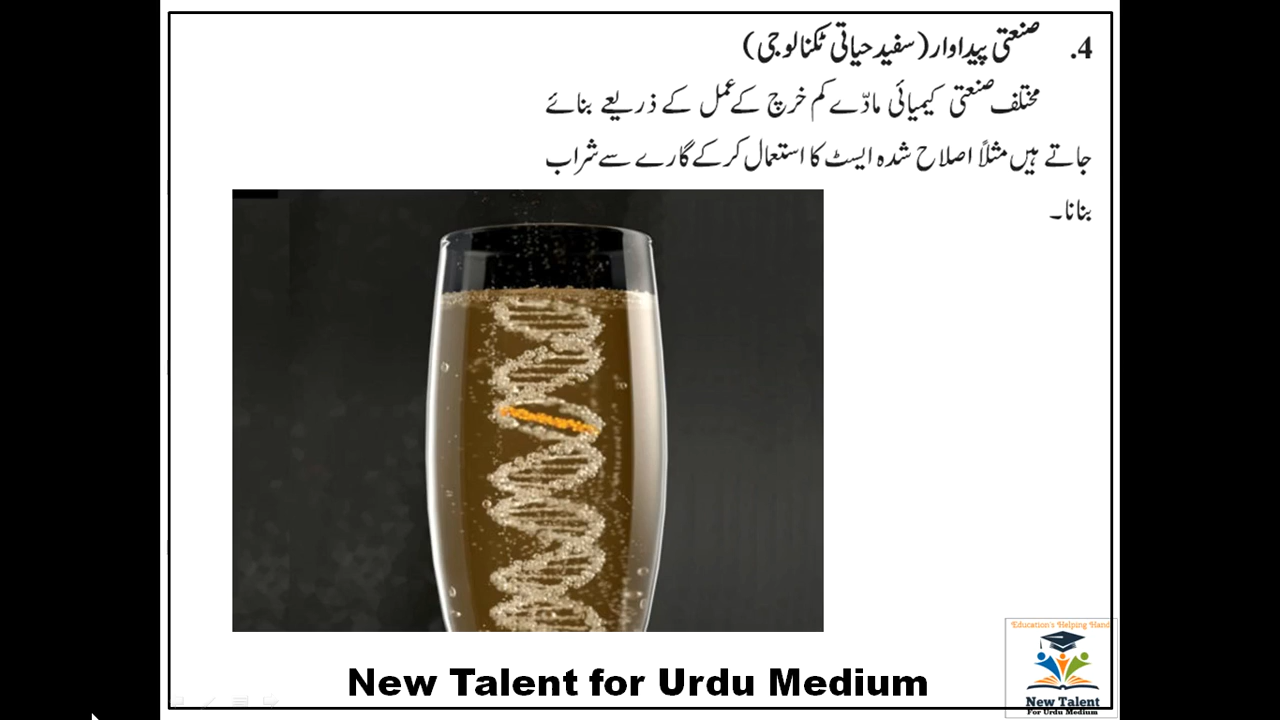 4. صنعتی پیداوار (سفید حیاتی ٹکنالوجی)
مختلف صنعتی کیمیائی مادّے کم خرچ کے عمل کے ذریعے بنائے
جاتے ہیں مثلاً اصلاح شدہ ایسٹ کا استعمال کر کے گارے سے شراب
بنانا۔
Education's Helping Hand
New Talent
For Urdu Medium
New Talent for Urdu Medium